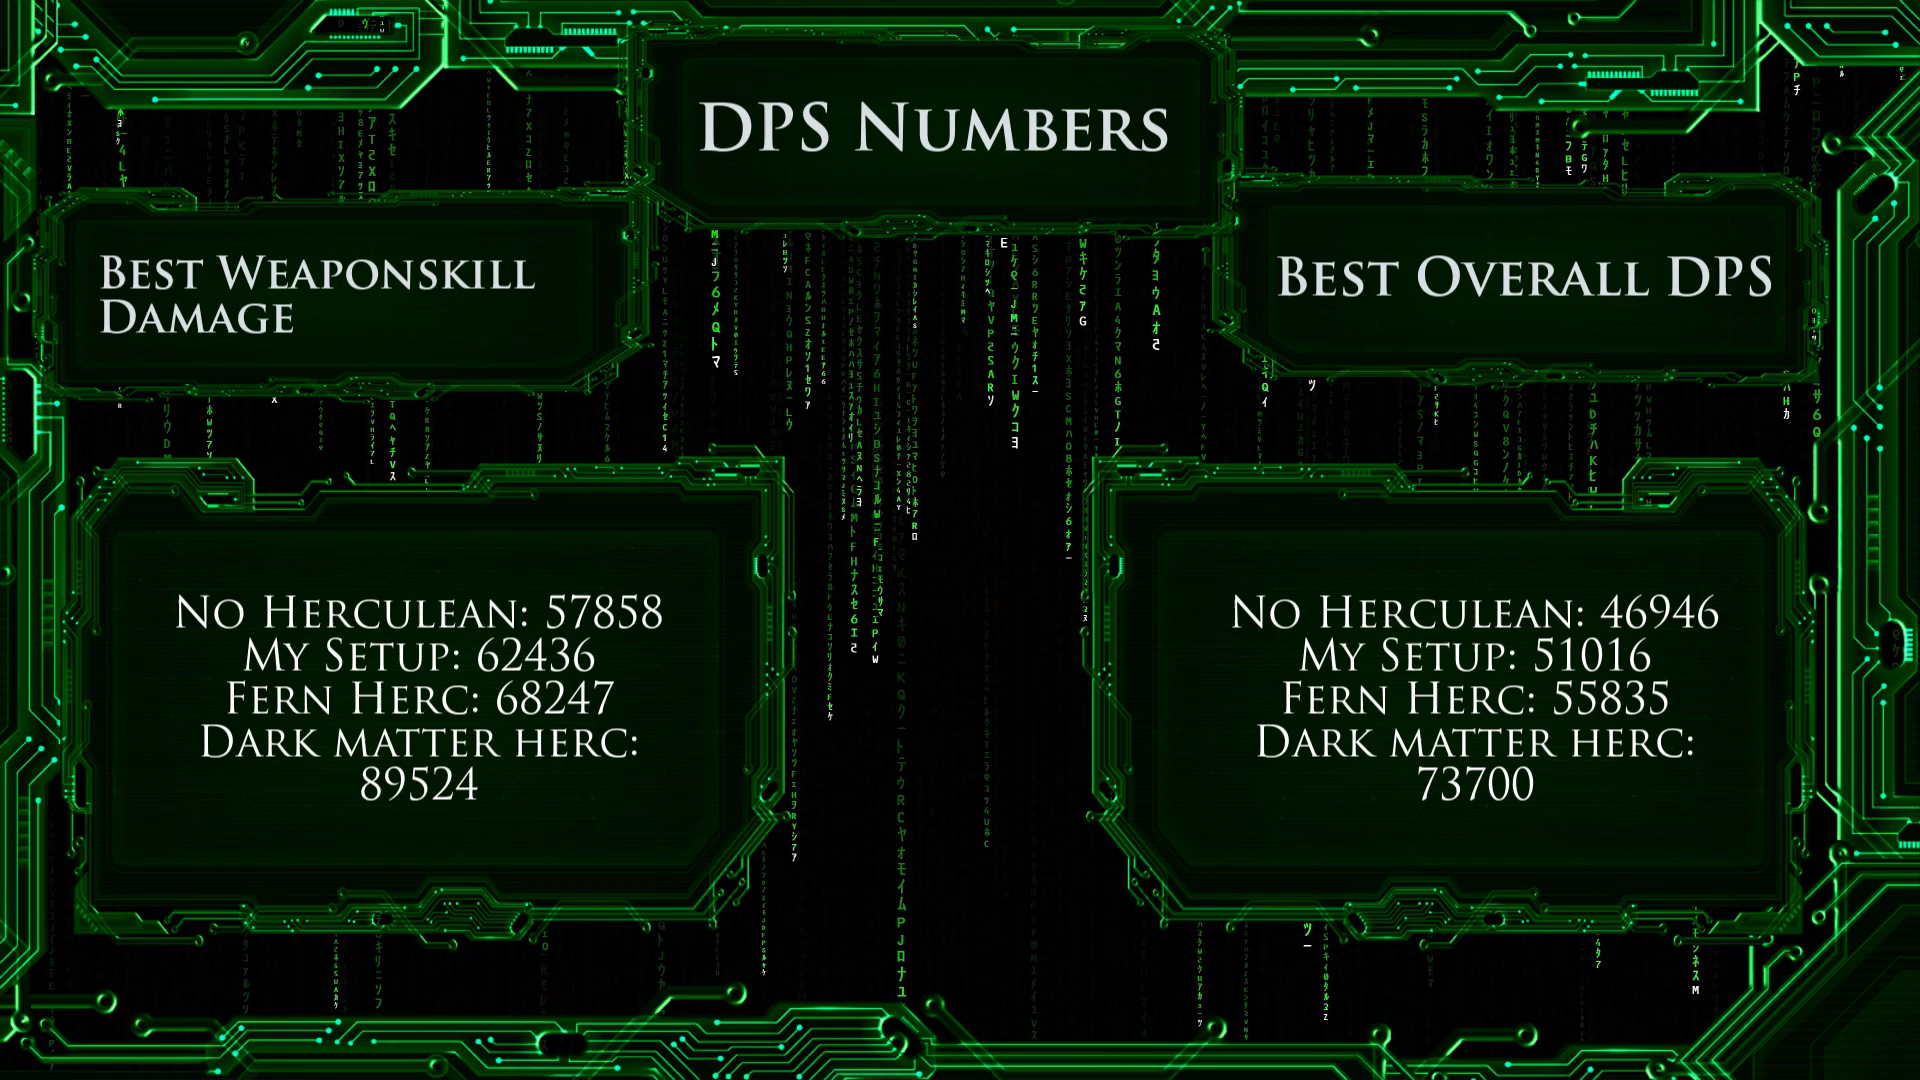 DPS Numbers
Best Weaponskill
Damage
Best Overall DPS
No Herculean: 57858
My Setup: 62436
Fern Herc: 68247
Dark matter herc:
89524
No Herculean: 46946
My Setup: 51016
Fern Herc: 55835
Dark matter herc:
73700